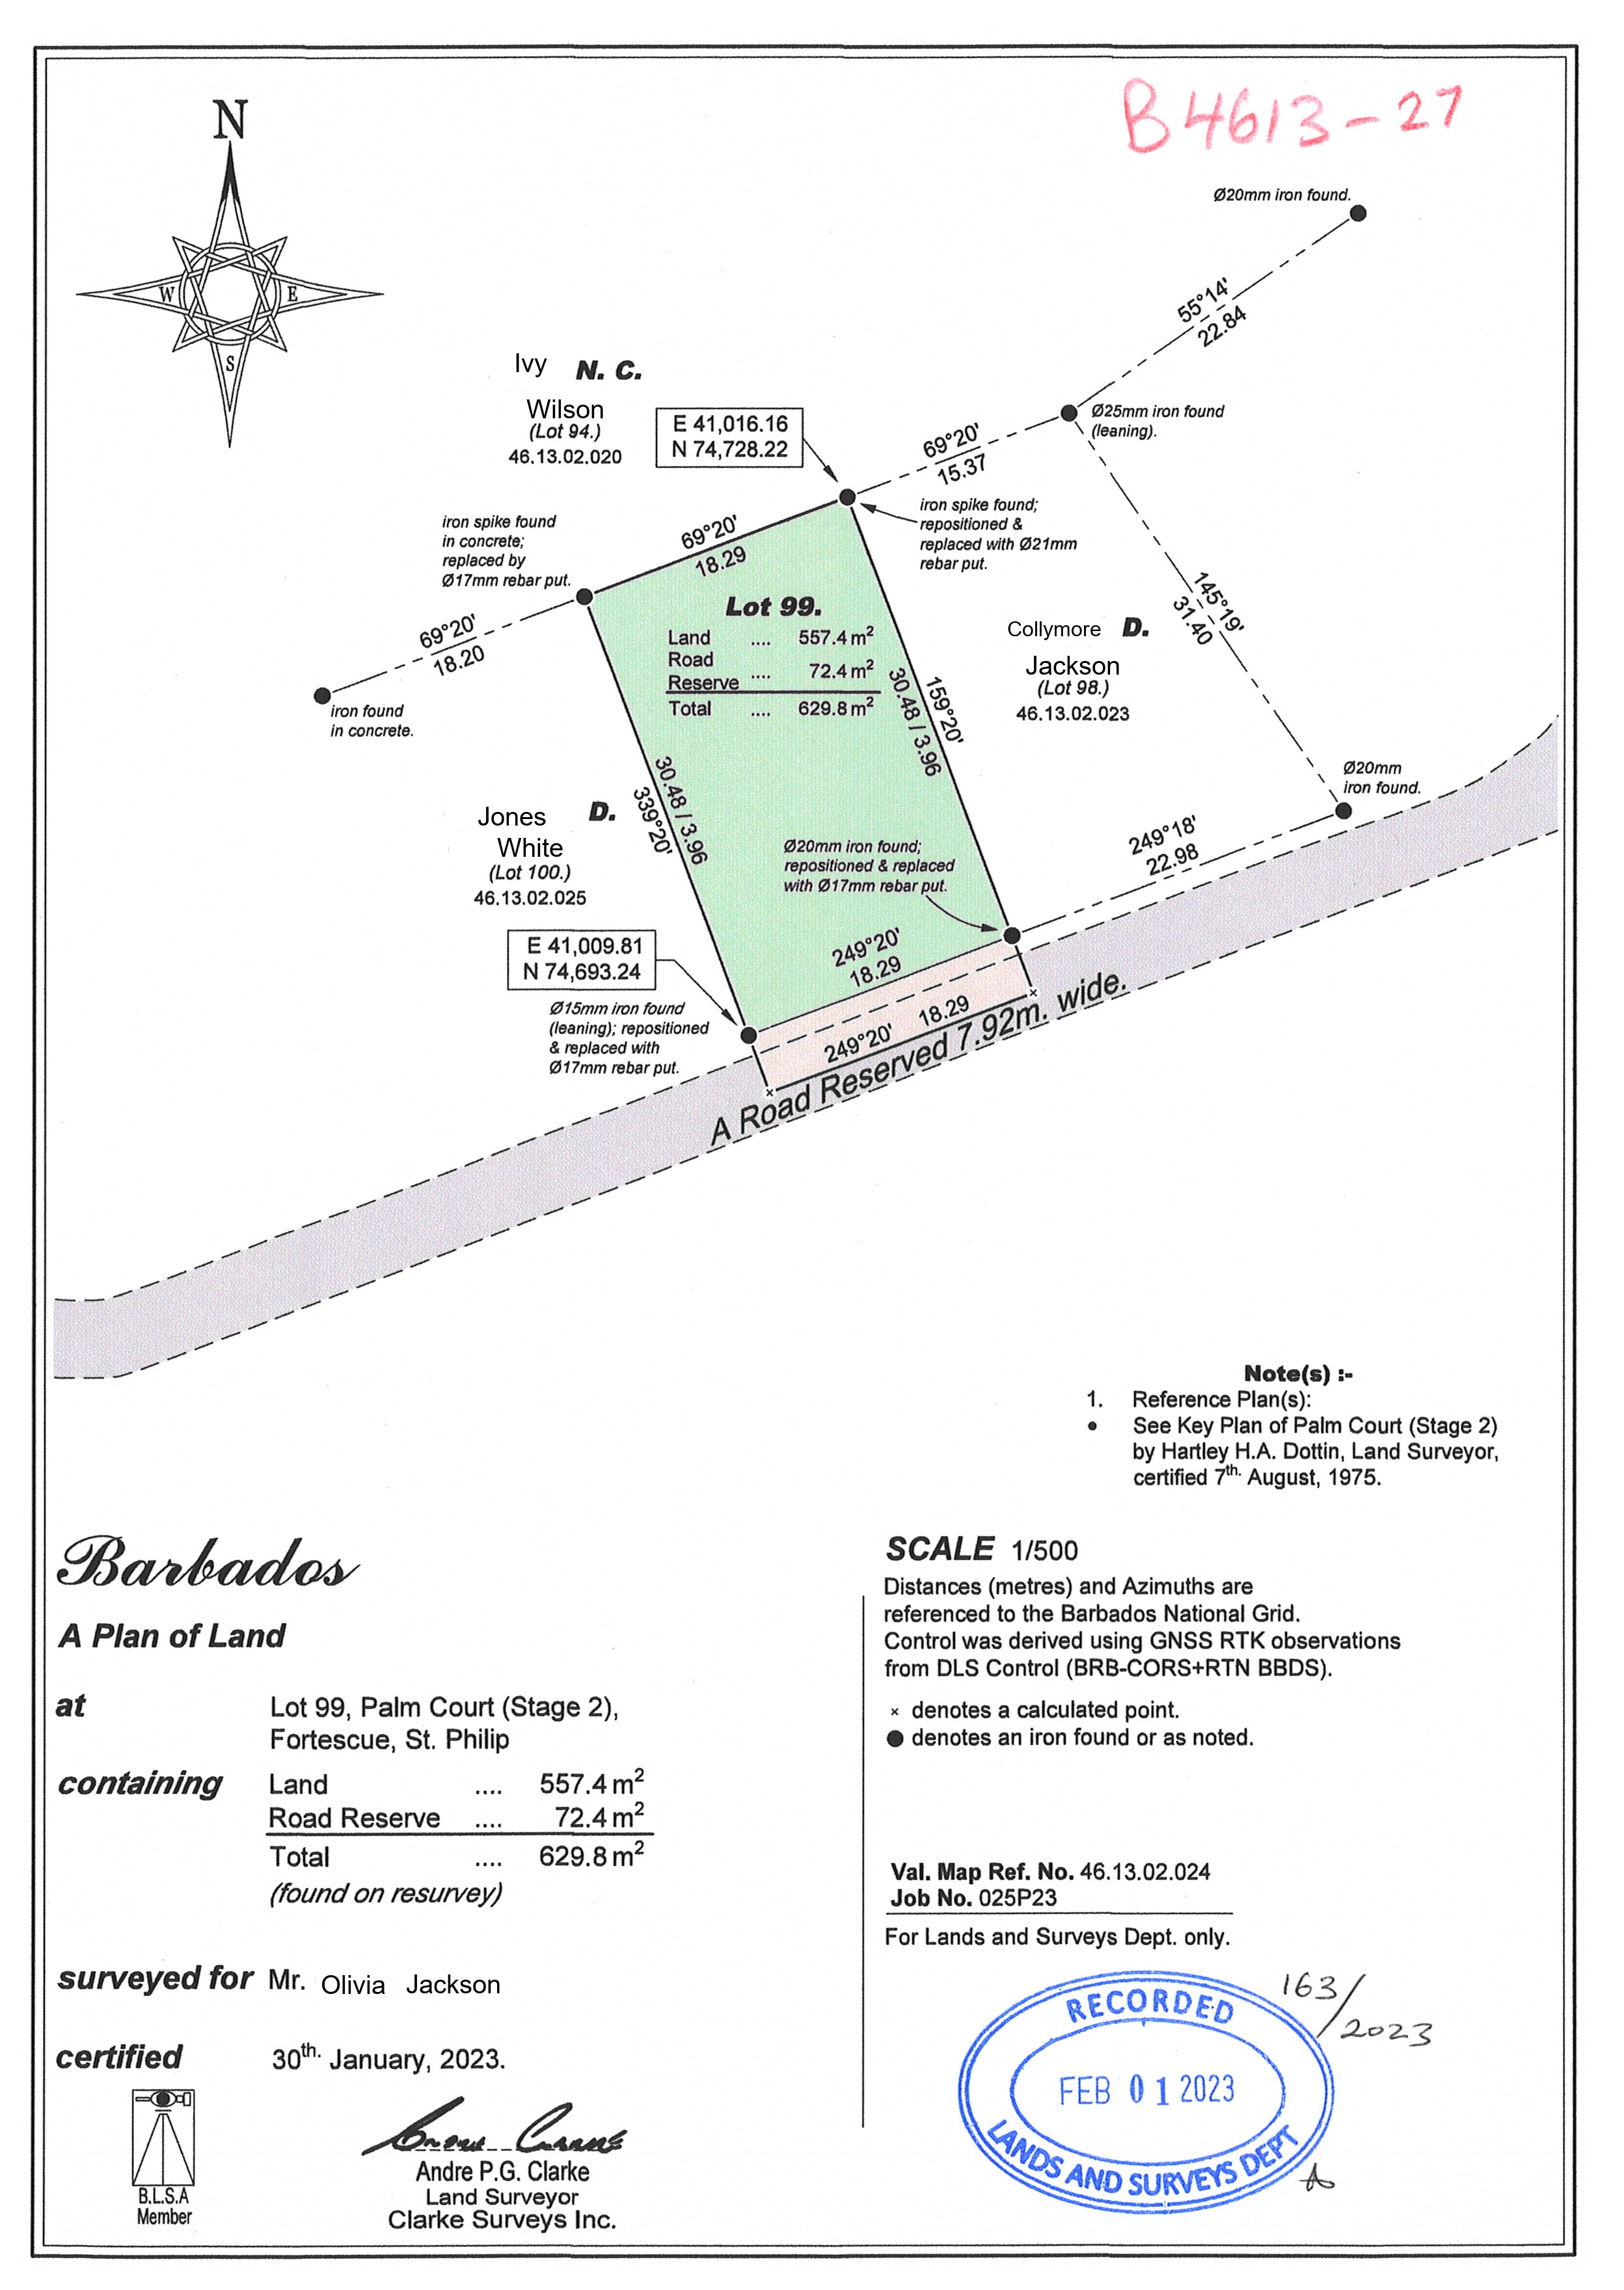 B4613-27
N
W
E
S
Ø20mm iron found.
55°14'
22.84
Ivy N. C.
Wilson
(Lot 94.)
46.13.02.020
E 41,016.16
N 74,728.22
69°20'
15.37
Ø25mm iron found
(leaning).
iron spike found
in concrete;
replaced by
Ø17mm rebar put.
69°20'
18.29
iron spike found;
repositioned &
replaced with Ø21mm
rebar put.
69°20'
18.20
iron found
in concrete.
Lot 99.
Land .... 557.4 m²
Road
Reserve .... 72.4 m²
Total .... 629.8 m²
159°20'
30.48 / 3.96
145°19'
31.40
Collymore D.
Jackson
(Lot 98.)
46.13.02.023
30.48 / 3.96
339°20'
Jones D.
White
(Lot 100.)
46.13.02.025
Ø20mm
iron found.
Ø20mm iron found;
repositioned & replaced
with Ø17mm rebar put.
249°18'
22.98
E 41,009.81
N 74,693.24
249°20'
18.29
Ø15mm iron found
(leaning); repositioned
& replaced with
Ø17mm rebar put.
249°20' 18.29
A Road Reserved 7.92m. wide.
Note(s) :-
1. Reference Plan(s):
• See Key Plan of Palm Court (Stage 2)
by Hartley H.A. Dottin, Land Surveyor,
certified 7th. August, 1975.
Barbados
A Plan of Land
at Lot 99, Palm Court (Stage 2),
Fortescue, St. Philip
containing Land .... 557.4 m²
Road Reserve .... 72.4 m²
Total .... 629.8 m²
(found on resurvey)
surveyed for Mr. Olivia Jackson
certified 30th. January, 2023.
B.L.S.A
Member
Andre P.G. Clarke
Land Surveyor
Clarke Surveys Inc.
SCALE 1/500
Distances (metres) and Azimuths are
referenced to the Barbados National Grid.
Control was derived using GNSS RTK observations
from DLS Control (BRB-CORS+RTN BBDS).
× denotes a calculated point.
● denotes an iron found or as noted.
Val. Map Ref. No. 46.13.02.024
Job No. 025P23
For Lands and Surveys Dept. only.
163/2023
RECORDED
FEB 01 2023
LANDS AND SURVEYS DEPT